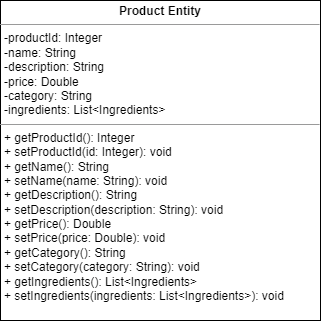 Product Entity
-productId: Integer
-name: String
-description: String
-price: Double
-category: String
-ingredients: List<Ingredients>
+ getProductId(): Integer
+ setProductId(id: Integer): void
+ getName(): String
+ setName(name: String): void
+ getDescription(): String
+ setDescription(description: String): void
+ getPrice(): Double
+ setPrice(price: Double): void
+ getCategory(): String
+ setCategory(category: String): void
+ getIngredients(): List<Ingredients>
+ setIngredients(ingredients: List<Ingredients>): void